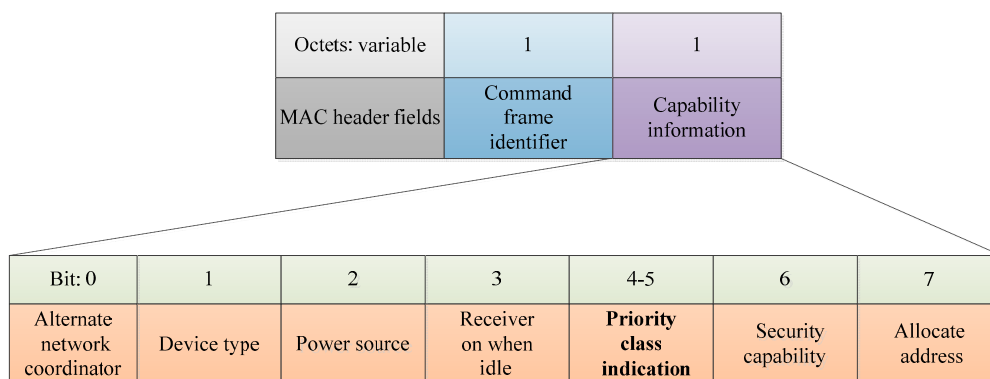 Octets: variable 1 1
MAC header fields
Command
frame
identifier
Capability
information
Bit: 0 1 2 3 4-5 6 7
Alternate
network
coordinator
Device type
Power source
Receiver
on when
idle
Priority
class
indication
Security
capability
Allocate
address